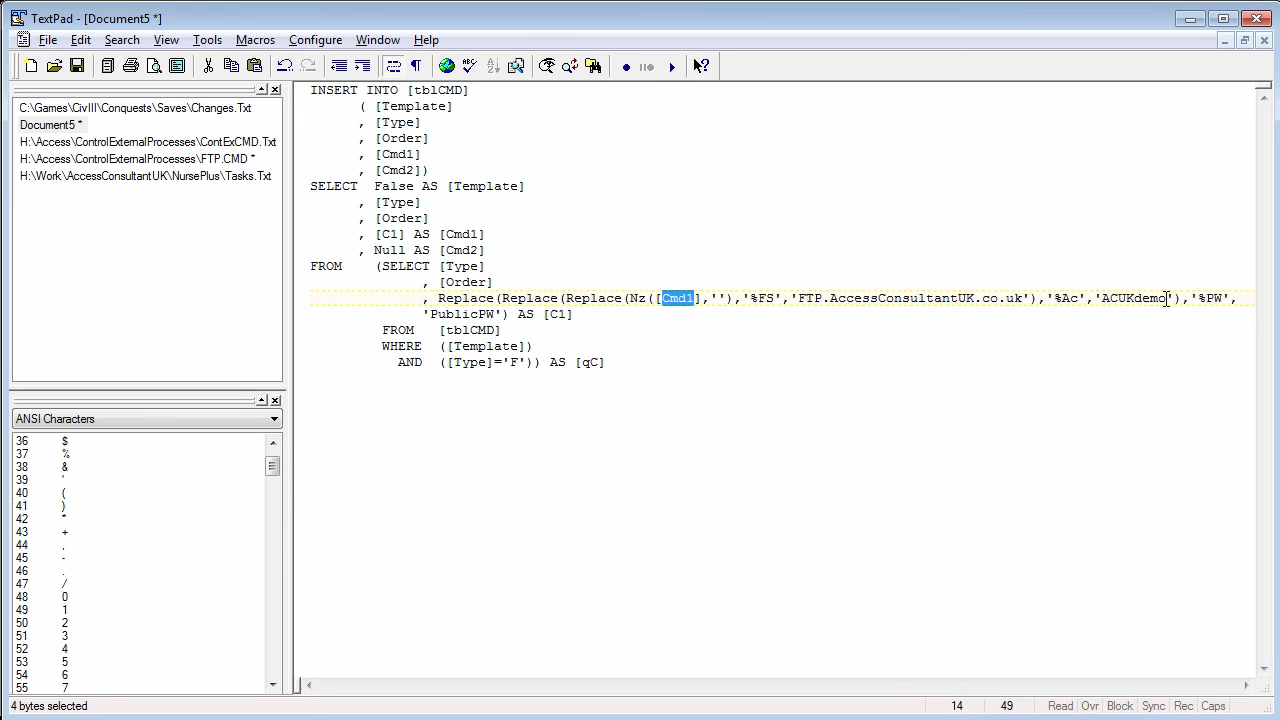 TextPad - [Document5 *]
File Edit Search View Tools Macros Configure Window Help
C:\Games\CivIII\Conquests\Saves\Changes.Txt
Document5 *
H:\Access\ControlExternalProcesses\ContExCMD.Txt
H:\Access\ControlExternalProcesses\FTP.CMD *
H:\Work\AccessConsultantUK\NursePlus\Tasks.Txt
ANSI Characters
36 $
37 %
38 &
39 '
40 (
41 )
42 *
43 +
44 ,
45 -
46 .
47 /
48 0
49 1
50 2
51 3
52 4
53 5
54 6
55 7
INSERT INTO [tblCMD]
( [Template]
, [Type]
, [Order]
, [Cmd1]
, [Cmd2])
SELECT False AS [Template]
, [Type]
, [Order]
, [C1] AS [Cmd1]
, Null AS [Cmd2]
FROM (SELECT [Type]
, [Order]
, Replace(Replace(Replace(Nz([Cmd1],''),'%FS','FTP.AccessConsultantUK.co.uk'),'%Ac','ACUKdemo'),'%PW',
'PublicPW') AS [C1]
FROM [tblCMD]
WHERE ([Template])
AND ([Type]='F')) AS [qC]
4 bytes selected
14 49 Read Ovr Block Sync Rec Caps